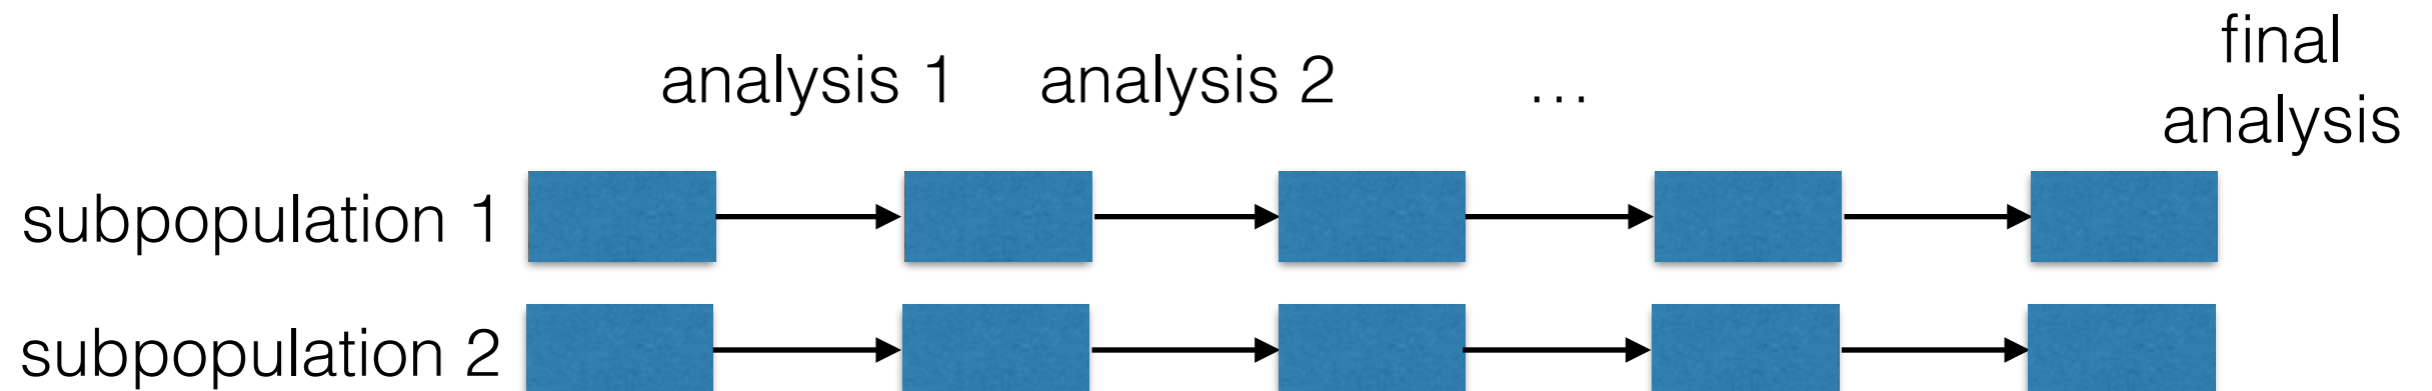 analysis 1 analysis 2 … final
analysis
subpopulation 1
subpopulation 2